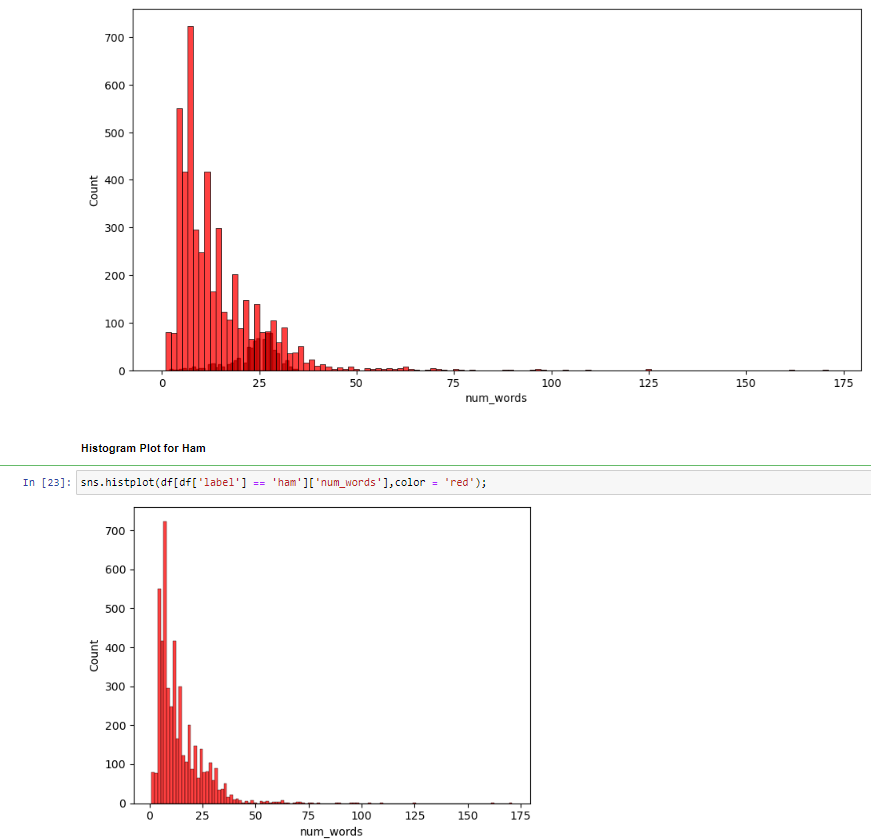 700
600
500
400
300
200
100
0
Count
0 25 50 75 100 125 150 175
num_words
Histogram Plot for Ham
In [23]: sns.histplot(df[df['label'] == 'ham']['num_words'],color = 'red');
700
600
500
400
300
200
100
0
Count
0 25 50 75 100 125 150 175
num_words